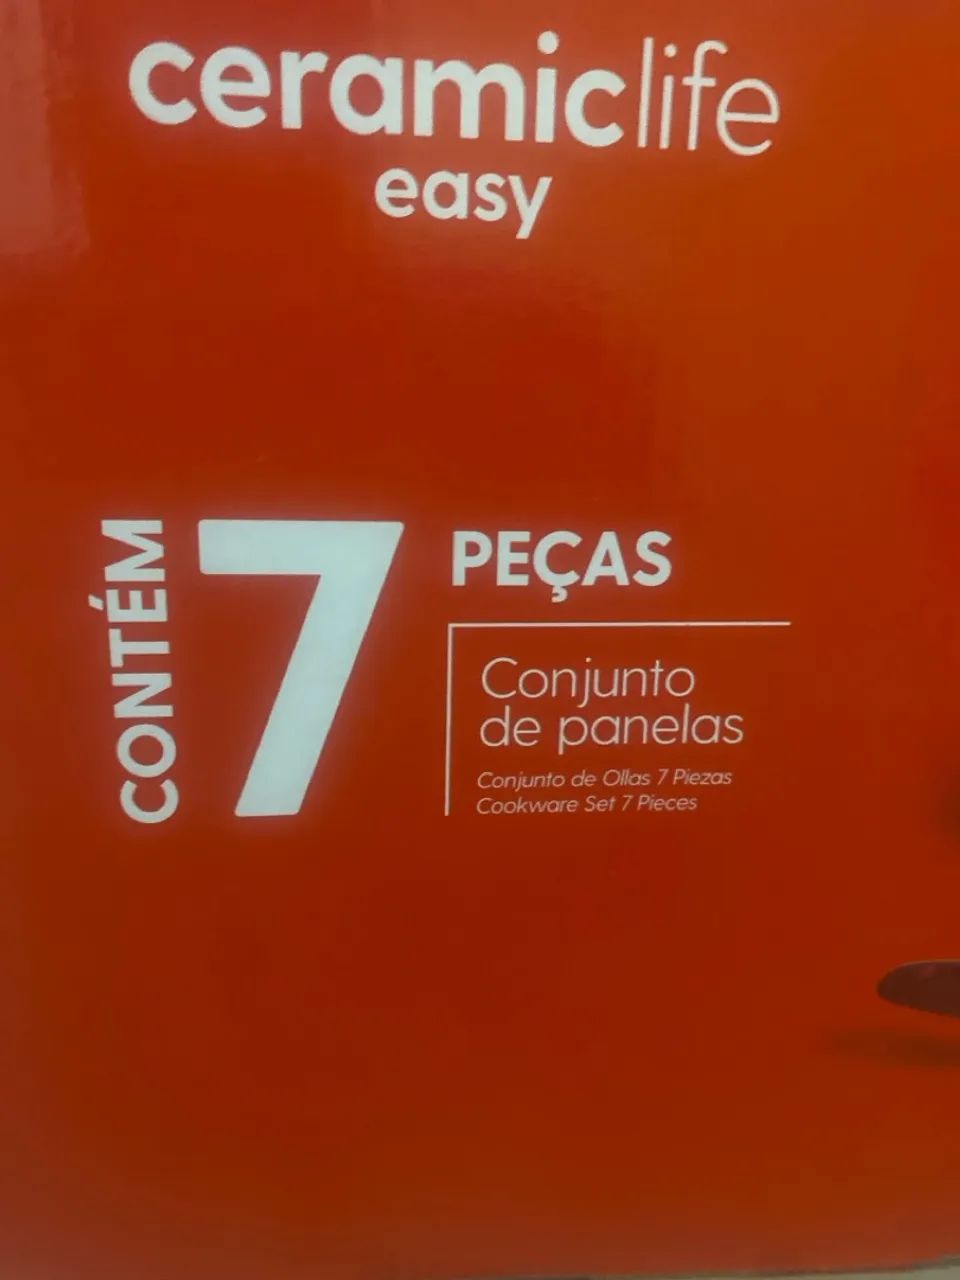 ceramiclife
easy
CONTÉM
7
PEÇAS
Conjunto
de panelas
Conjunto de Ollas 7 Piezas
Cookware Set 7 Pieces